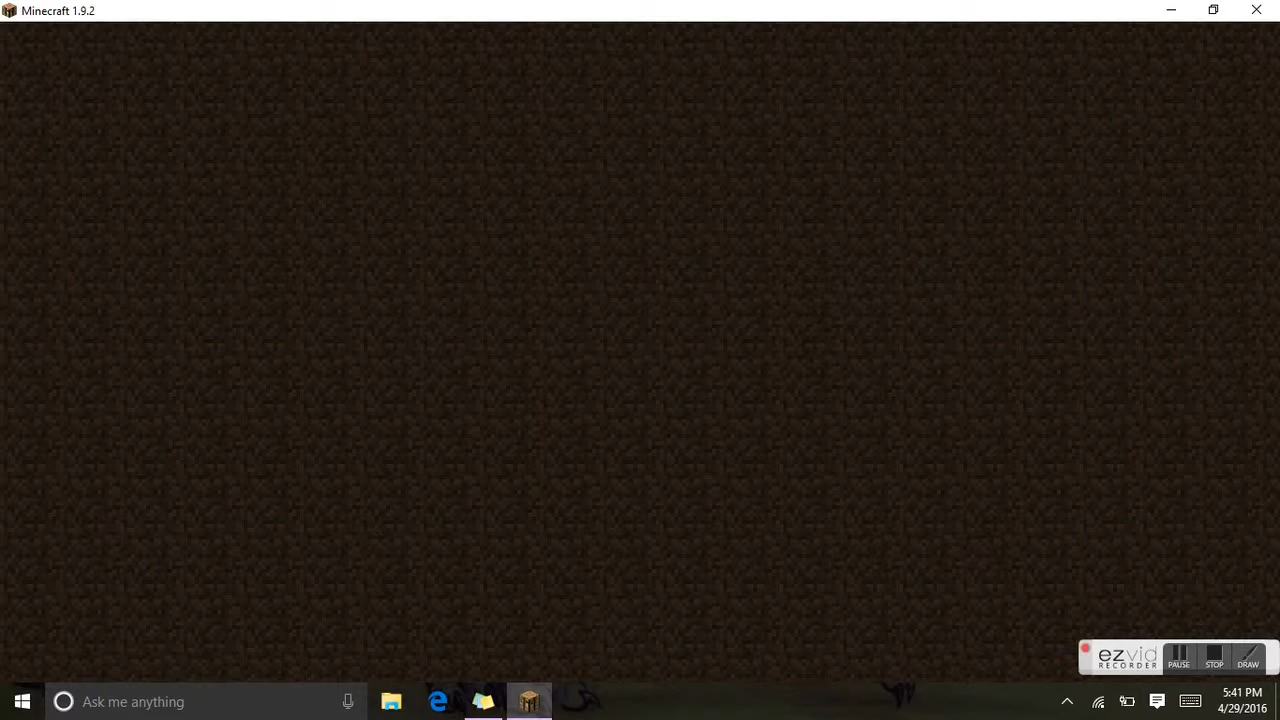 Minecraft 1.9.2
ezvid
RECORDER
PAUSE
STOP
DRAW
Ask me anything
5:41 PM
4/29/2016